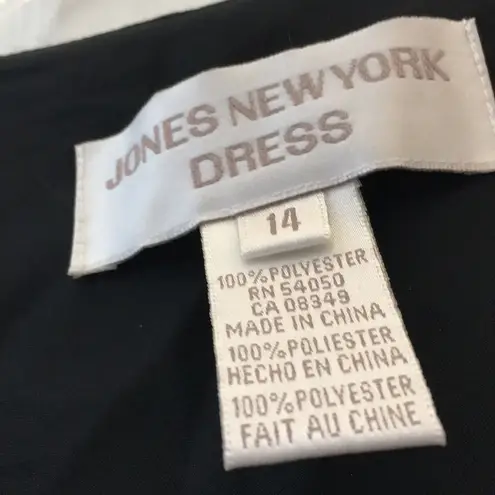 JONES NEW YORK
DRESS
14
100%POLYESTER
RN 54050
CA 08349
MADE IN CHINA
100%POLIESTER
HECHO EN CHINA
100%POLYESTER
FAIT AU CHINE